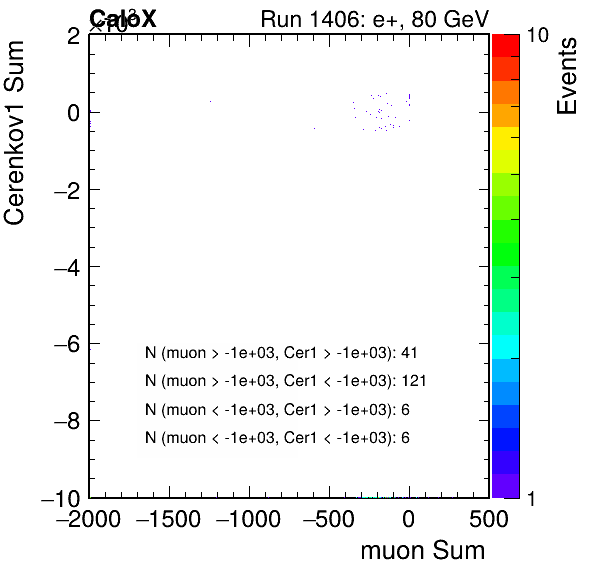 CaloX
×10³
Run 1406: e+, 80 GeV
Cerenkov1 Sum
2
0
−2
−4
−6
−8
−10
N (muon > -1e+03, Cer1 > -1e+03): 41
N (muon > -1e+03, Cer1 < -1e+03): 121
N (muon < -1e+03, Cer1 > -1e+03): 6
N (muon < -1e+03, Cer1 < -1e+03): 6
−2000 −1500 −1000 −500 0 500
muon Sum
10
1
Events